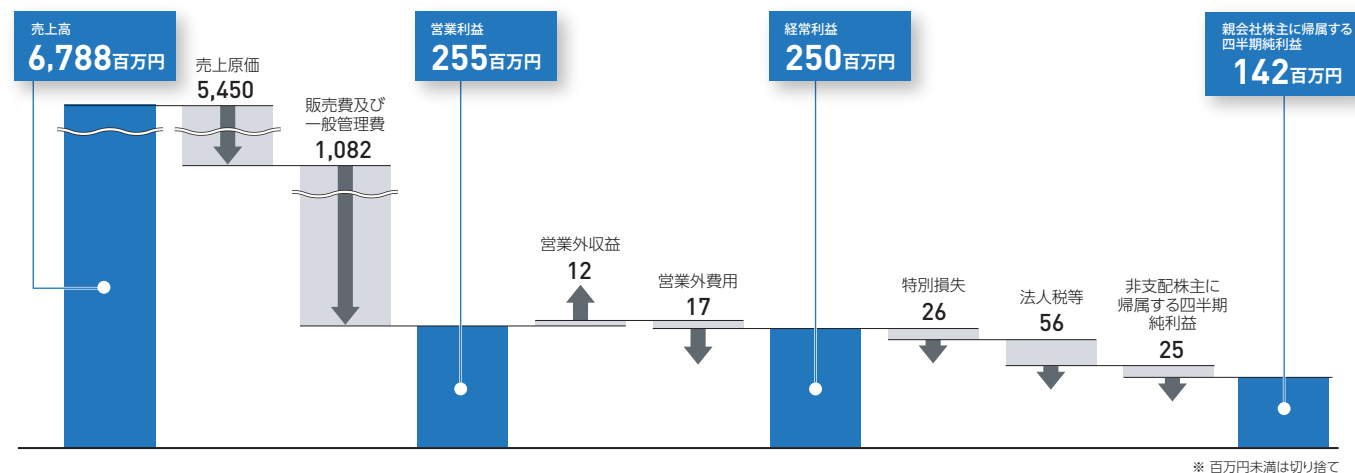 売上高
6,788百万円
売上原価
5,450
販売費及び
一般管理費
1,082
営業利益
255百万円
営業外収益
12
営業外費用
17
経常利益
250百万円
特別損失
26
法人税等
56
非支配株主に
帰属する四半期
純利益
25
親会社株主に帰属する
四半期純利益
142百万円
※ 百万円未満は切り捨て